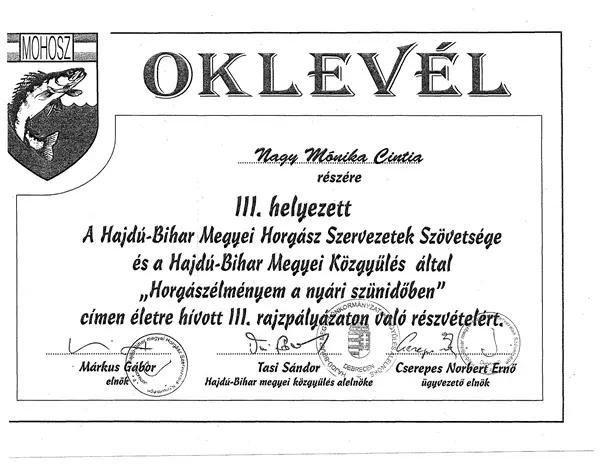 MOHOSZ
OKLEVÉL
Nagy Mónika Cintia
részére
III. helyezett
A Hajdú-Bihar Megyei Horgász Szervezetek Szövetsége
és a Hajdú-Bihar Megyei Közgyűlés által
„Horgászélményem a nyári szünidőben"
címen életre hívott III. rajzpályázaton való részvételért.
Márkus Gábor
elnök
Tasi Sándor
Hajdú-Bihar megyei közgyűlés alelnöke
Cserepes Norbert Ernő
ügyvezető elnök
DEBRECEN